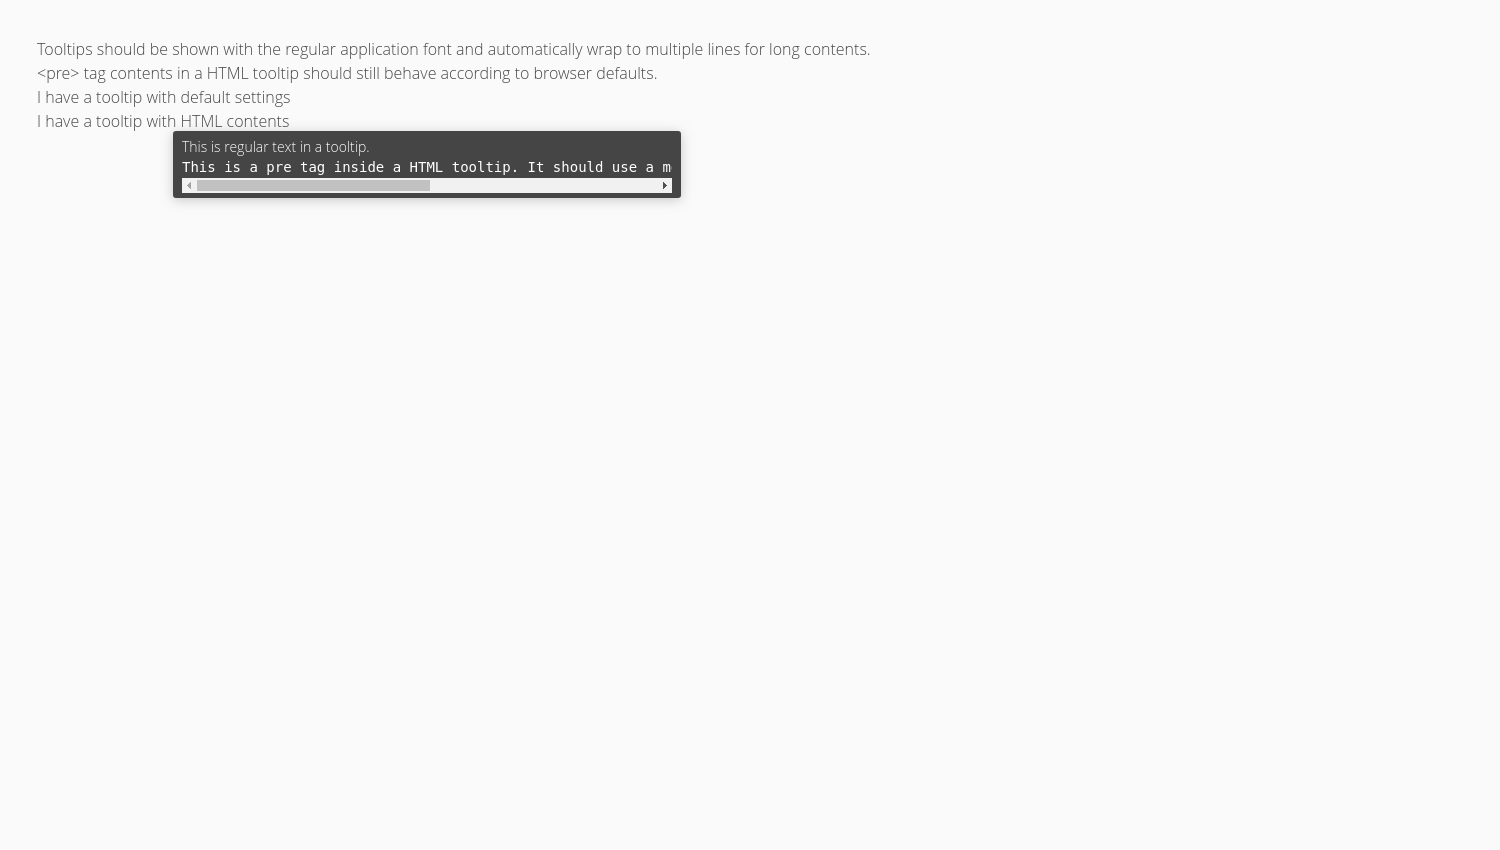 Tooltips should be shown with the regular application font and automatically wrap to multiple lines for long contents.
<pre> tag contents in a HTML tooltip should still behave according to browser defaults.
I have a tooltip with default settings
I have a tooltip with HTML contents
This is regular text in a tooltip.
This is a pre tag inside a HTML tooltip. It should use a m